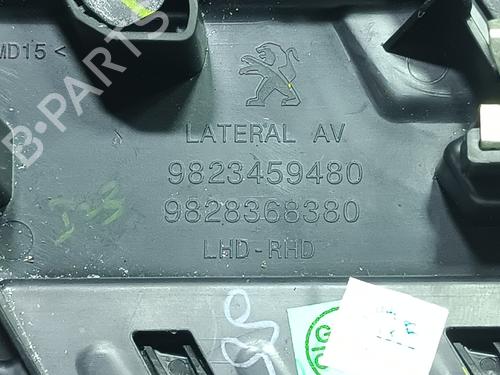 MD15 <
LATERAL AV
9823459480
9828368380
LHD-RHD
B-PARTS